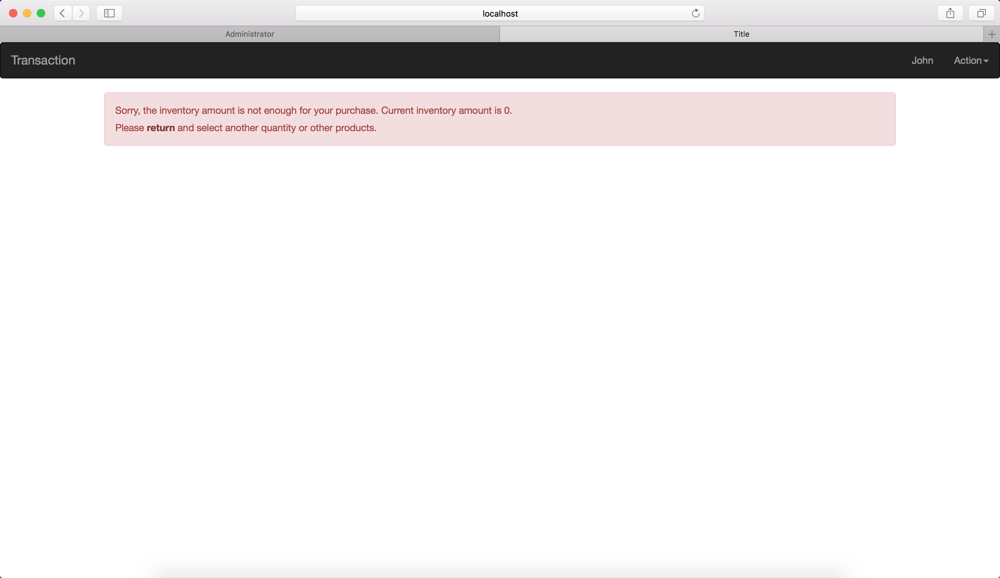 localhost
Administrator
Title
Transaction
John
Action
Sorry, the inventory amount is not enough for your purchase. Current inventory amount is 0.
Please return and select another quantity or other products.